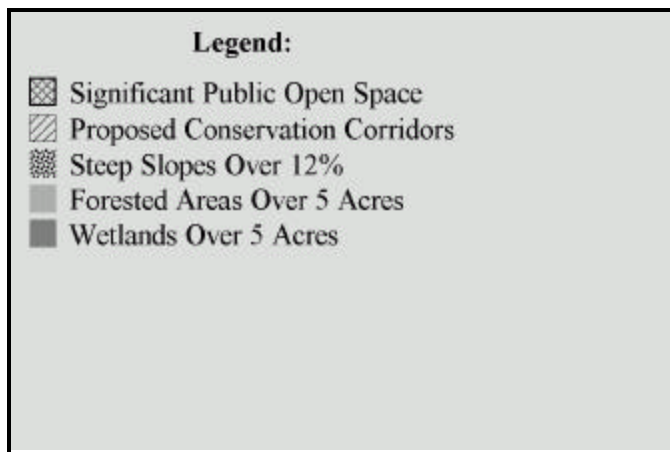 Legend:
Significant Public Open Space
Proposed Conservation Corridors
Steep Slopes Over 12%
Forested Areas Over 5 Acres
Wetlands Over 5 Acres